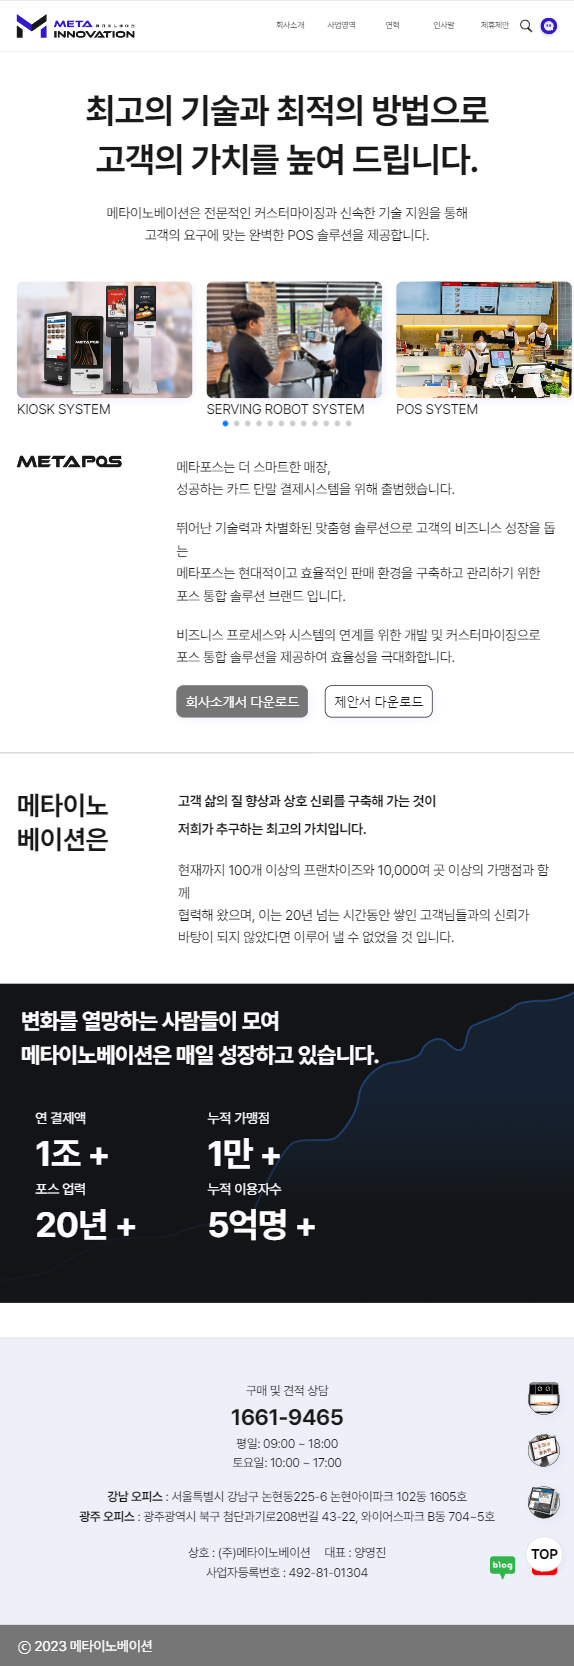 META 메타이노베이션
INNOVATION
회사소개 사업영역 연혁 인사말 제휴제안
최고의 기술과 최적의 방법으로
고객의 가치를 높여 드립니다.
메타이노베이션은 전문적인 커스터마이징과 신속한 기술 지원을 통해
고객의 요구에 맞는 완벽한 POS 솔루션을 제공합니다.
METAPOS
KIOSK SYSTEM
SERVING ROBOT SYSTEM
POS SYSTEM
METAPOS
메타포스는 더 스마트한 매장,
성공하는 카드 단말 결제시스템을 위해 출범했습니다.
뛰어난 기술력과 차별화된 맞춤형 솔루션으로 고객의 비즈니스 성장을 돕
는
메타포스는 현대적이고 효율적인 판매 환경을 구축하고 관리하기 위한
포스 통합 솔루션 브랜드 입니다.
비즈니스 프로세스와 시스템의 연계를 위한 개발 및 커스터마이징으로
포스 통합 솔루션을 제공하여 효율성을 극대화합니다.
회사소개서 다운로드 제안서 다운로드
메타이노
베이션은
고객 삶의 질 향상과 상호 신뢰를 구축해 가는 것이
저희가 추구하는 최고의 가치입니다.
현재까지 100개 이상의 프랜차이즈와 10,000여 곳 이상의 가맹점과 함
께
협력해 왔으며, 이는 20년 넘는 시간동안 쌓인 고객님들과의 신뢰가
바탕이 되지 않았다면 이루어 낼 수 없었을 것 입니다.
변화를 열망하는 사람들이 모여
메타이노베이션은 매일 성장하고 있습니다.
연 결제액 누적 가맹점
1조 + 1만 +
포스 업력 누적 이용자수
20년 + 5억명 +
구매 및 견적 상담
1661-9465
평일: 09:00 ~ 18:00
토요일: 10:00 ~ 17:00
강남 오피스 : 서울특별시 강남구 논현동225-6 논현아이파크 102동 1605호
광주 오피스 : 광주광역시 북구 첨단과기로208번길 43-22, 와이어스파크 B동 704~5호
상호 : (주)메타이노베이션 대표 : 양영진
사업자등록번호 : 492-81-01304
blog
TOP
© 2023 메타이노베이션